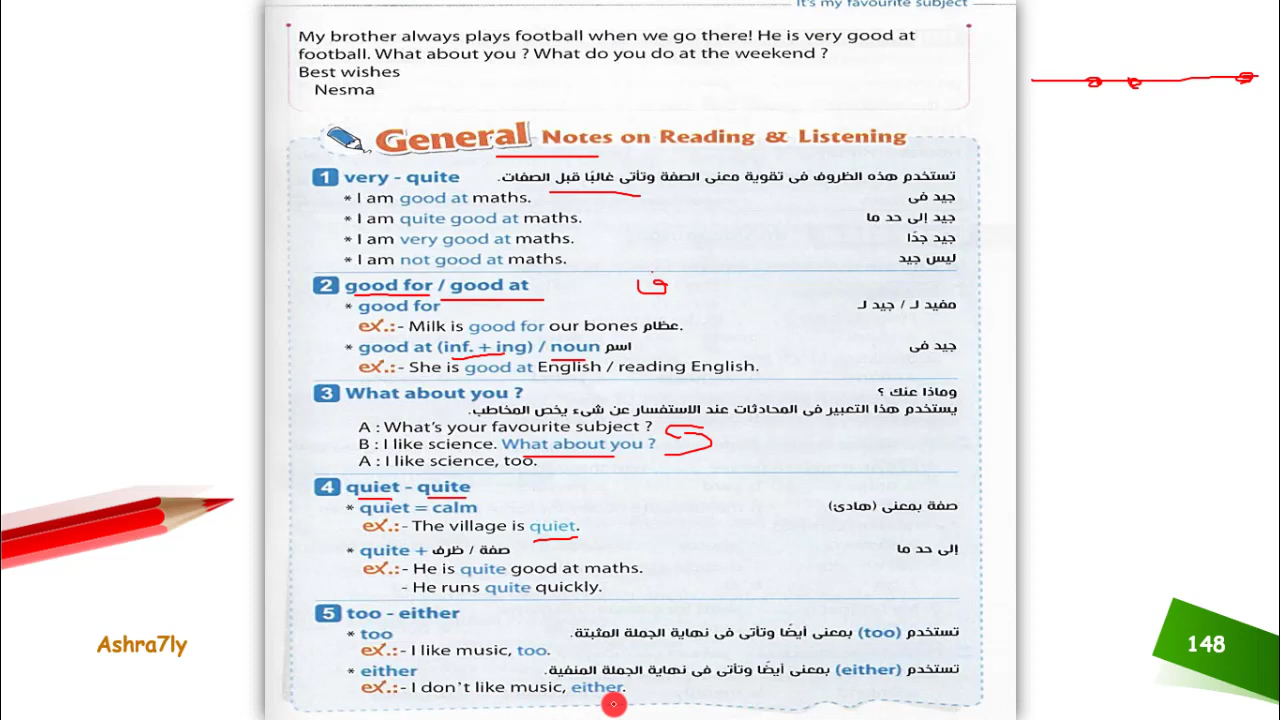 It's my favourite subject
My brother always plays football when we go there! He is very good at
football. What about you ? What do you do at the weekend ?
Best wishes
Nesma
General Notes on Reading & Listening
1 very - quite تستخدم هذه الظروف فى تقوية معنى الصفة وتأتى غالبًا قبل الصفات.
* I am good at maths. جيد فى
* I am quite good at maths. جيد إلى حد ما
* I am very good at maths. جيد جدًا
* I am not good at maths. ليس جيد
2 good for / good at
* good for مفيد لـ / جيد لـ
ex.:- Milk is good for our bones عظام.
* good at (inf. + ing) / noun اسم جيد فى
ex.:- She is good at English / reading English.
3 What about you ? وماذا عنك ؟
يستخدم هذا التعبير فى المحادثات عند الاستفسار عن شىء يخص المخاطب.
A : What's your favourite subject ?
B : I like science. What about you ?
A : I like science, too.
4 quiet - quite
* quiet = calm صفة بمعنى (هادئ)
ex.:- The village is quiet.
* quite + صفة / ظرف إلى حد ما
ex.:- He is quite good at maths.
- He runs quite quickly.
5 too - either
* too تستخدم (too) بمعنى أيضًا وتأتى فى نهاية الجملة المثبتة.
ex.:- I like music, too.
* either تستخدم (either) بمعنى أيضًا وتأتى فى نهاية الجملة المنفية.
ex.:- I don't like music, either.
Ashra7ly
148